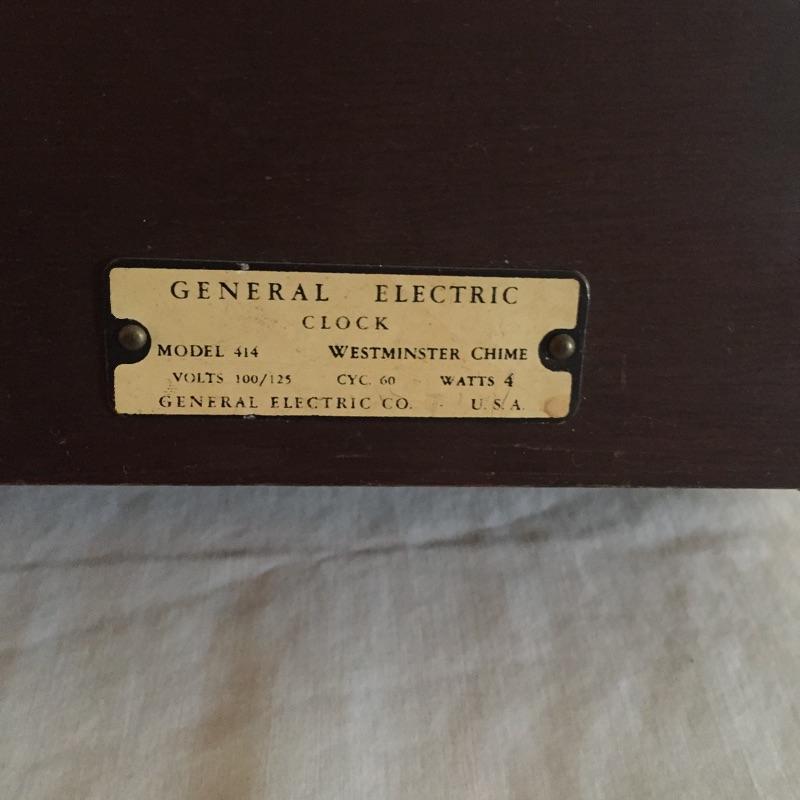 GENERAL ELECTRIC
CLOCK
MODEL 414 WESTMINSTER CHIME
VOLTS 100/125 CYC. 60 WATTS 4
GENERAL ELECTRIC CO. - U.S.A.